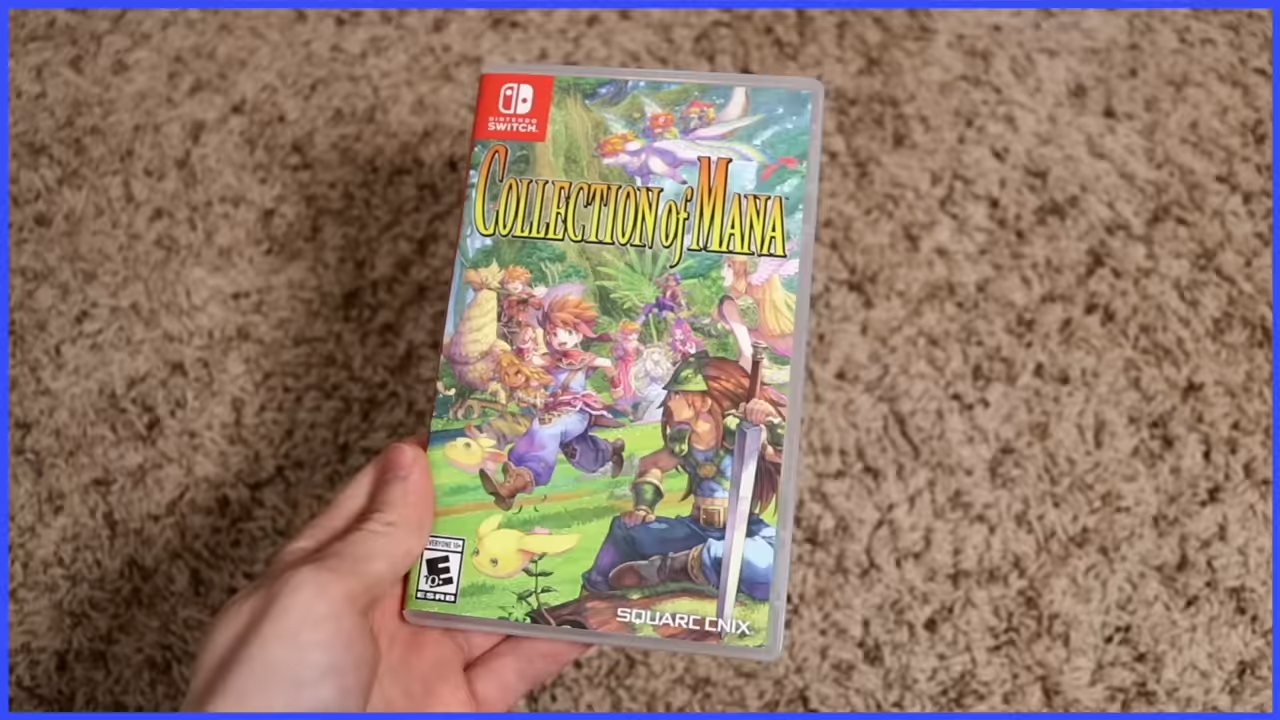 NINTENDO
SWITCH
COLLECTION of MANA
EVERYONE 10+
E
10+
ESRB
SQUARE ENIX